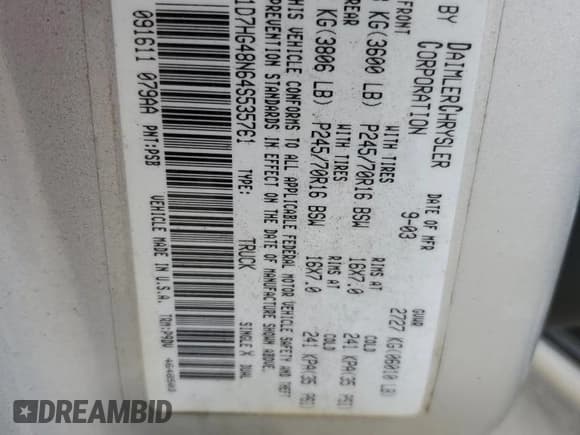 BY DAIMLERCHRYSLER
CORPORATION
DATE OF MFR
9-03
GVWR
2727 KG(06010 LB)
FRONT
KG(3600 LB)
WITH TIRES
P245/70R16 BSW
RIMS AT
16X7.0
COLD
241 KPA(35 PSI)
REAR
KG(3806 LB)
WITH TIRES
P245/70R16 BSW
RIMS AT
16X7.0
COLD
241 KPA(35 PSI)
THIS VEHICLE CONFORMS TO ALL APPLICABLE FEDERAL MOTOR VEHICLE SAFETY AND THEFT
PREVENTION STANDARDS IN EFFECT ON THE DATE OF MANUFACTURE SHOWN ABOVE.
1D7HG48N64S535761
TYPE:
TRUCK
SINGLE X
DUAL
091611 079AA
PNT:PSB
VEHICLE MADE IN U.S.A.
DREAMBID